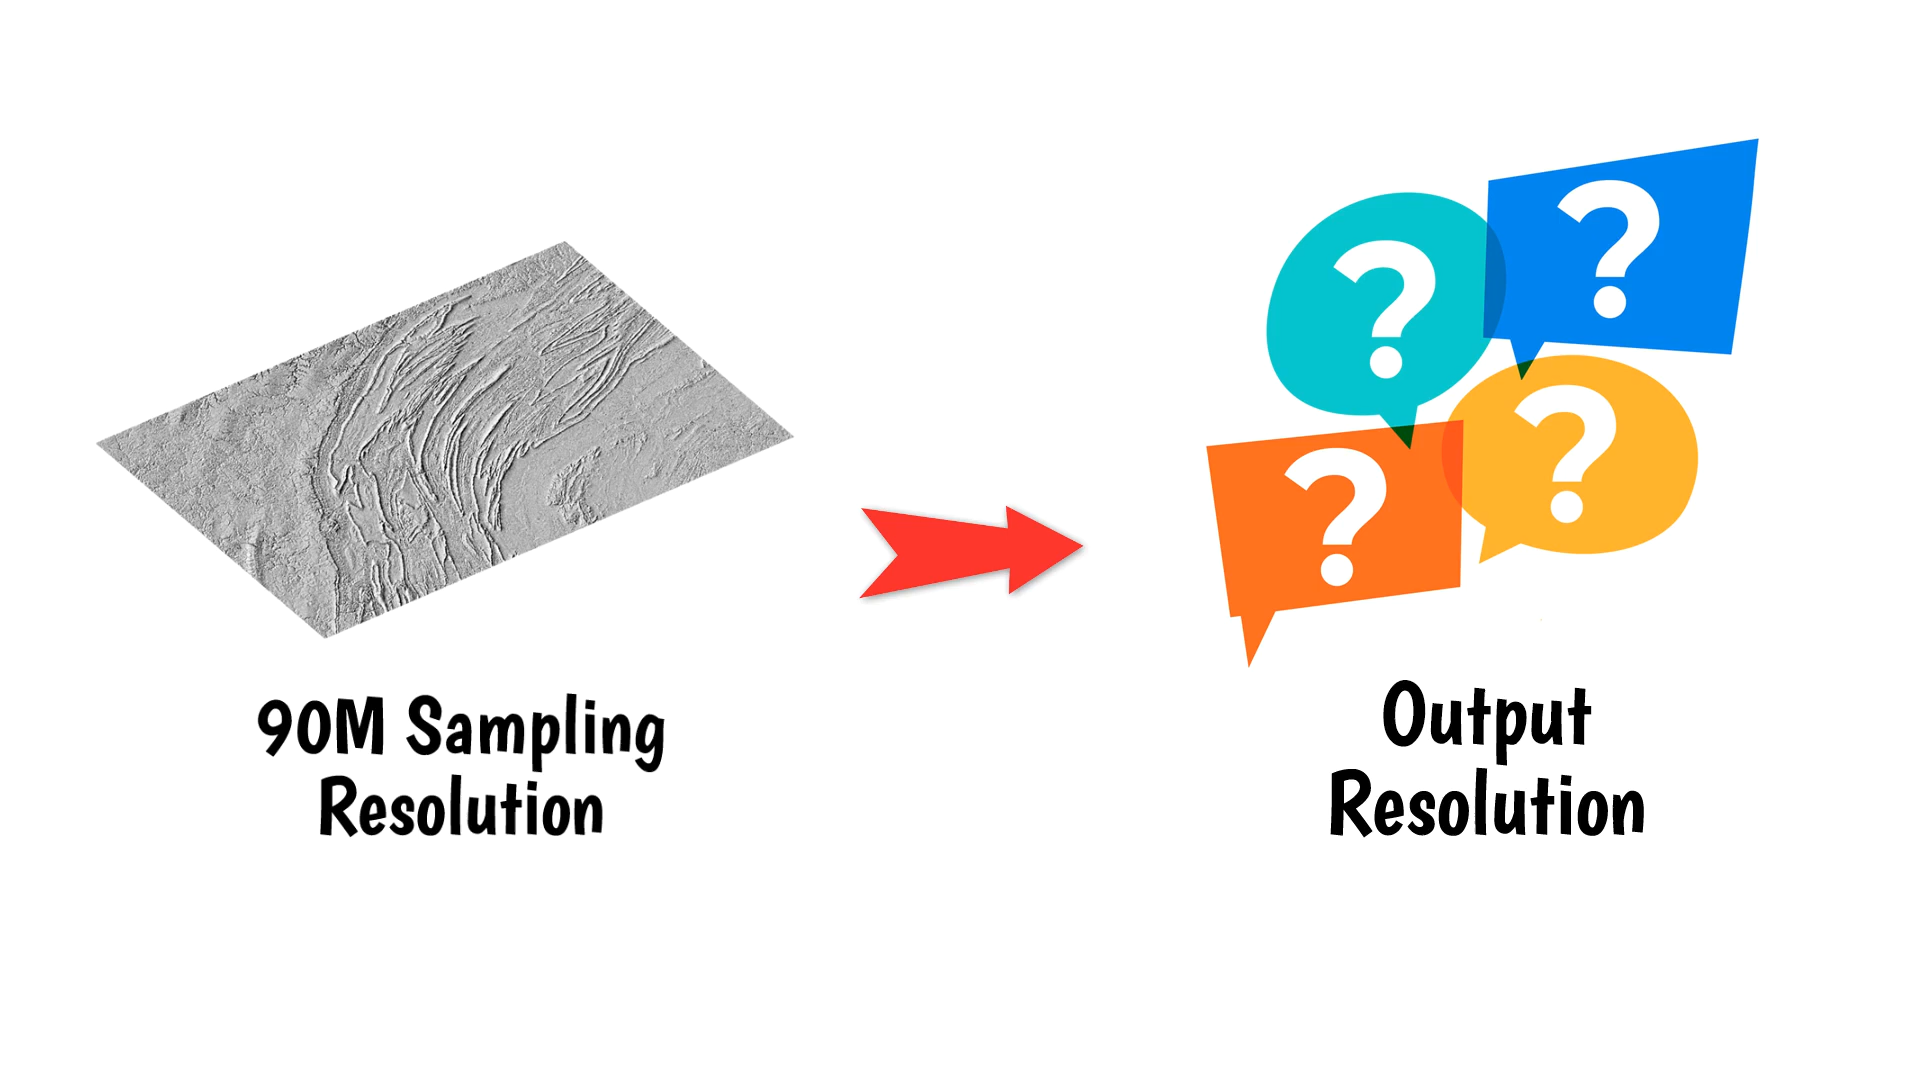 90M Sampling
Resolution
?
?
?
?
Output
Resolution